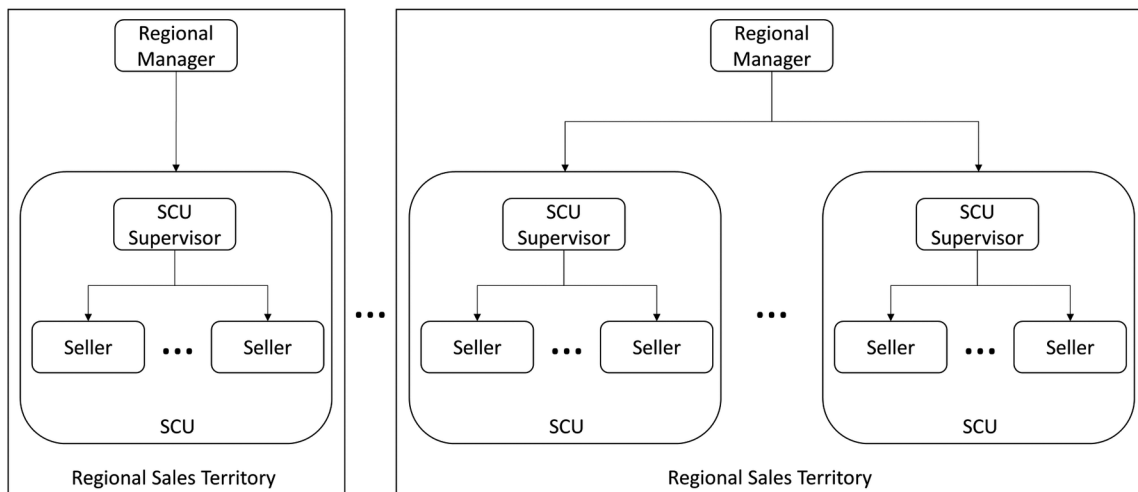 Regional
Manager
Regional
Manager
SCU
Supervisor
SCU
Supervisor
SCU
Supervisor
...
...
Seller
...
Seller
Seller
...
Seller
Seller
...
Seller
SCU
SCU
SCU
Regional Sales Territory
Regional Sales Territory